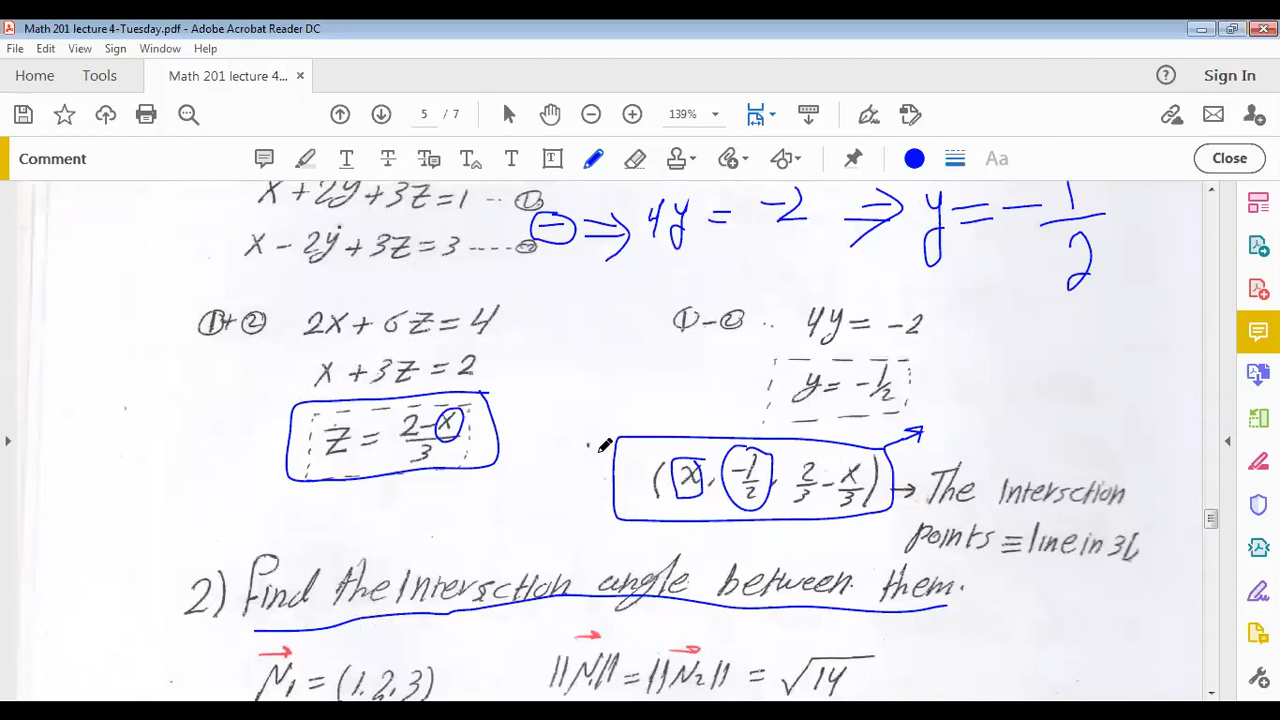 Math 201 lecture 4-Tuesday.pdf - Adobe Acrobat Reader DC
File Edit View Sign Window Help
Home Tools Math 201 lecture 4... × Sign In
5 / 7 139%
Comment Aa Close
x + 2y + 3z = 1 .. ①
x - 2y + 3z = 3 ----- ②
⊖ ⇒ 4y = -2 ⇒ y = -1/2
①+② 2x + 6z = 4 ①-② .. 4y = -2
x + 3z = 2 y = -1/2
z = (2-x)/3
(x, -1/2, 2/3 - x/3) → The Intersction
points ≡ line in 3D
2) Find the Intersction angle between them.
N₁ = (1,2,3) ||N₁|| = ||N₂|| = √14